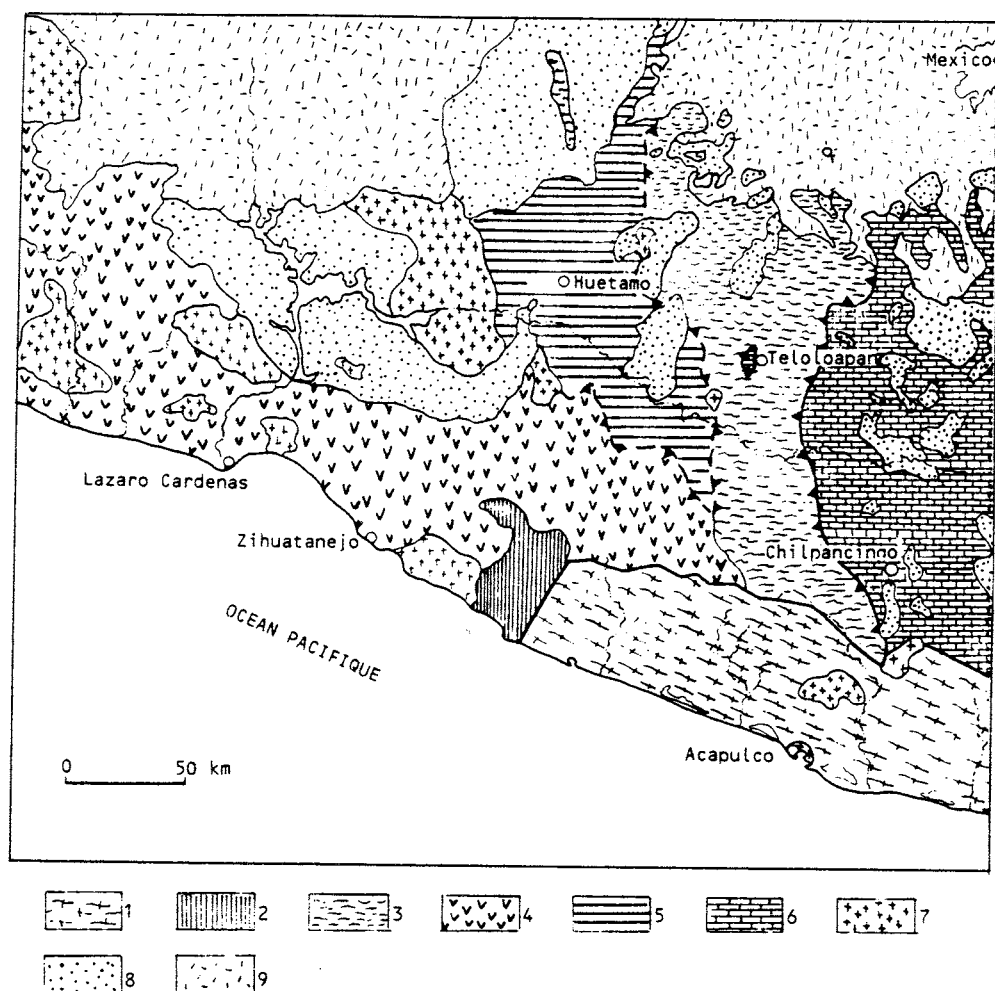 Mexico
Huetamo
Teloloapan
Lazaro Cardenas
Zihuatanejo
Chilpancingo
OCEAN PACIFIQUE
0 50 km
Acapulco
1 2 3 4 5 6 7
8 9